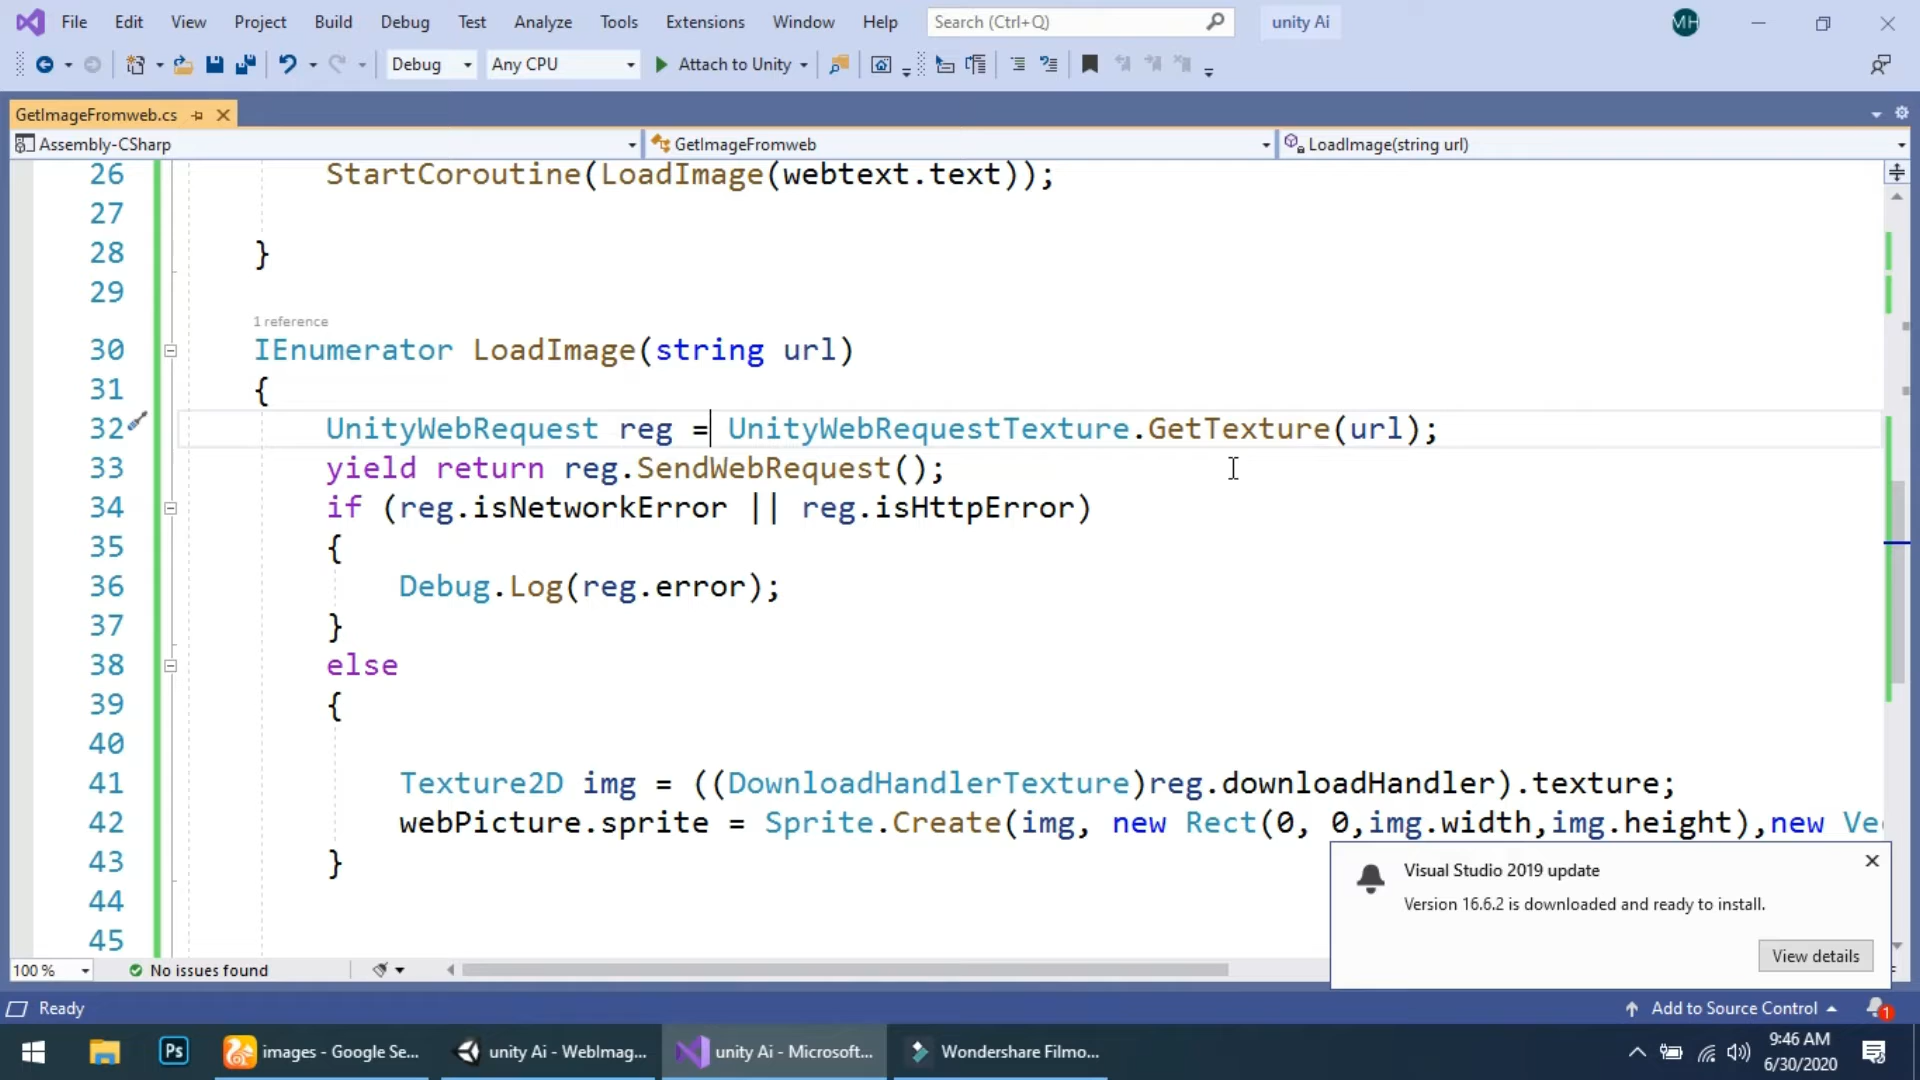 File Edit View Project Build Debug Test Analyze Tools Extensions Window Help Search (Ctrl+Q) unity Ai MH
Debug Any CPU Attach to Unity
GetImageFromweb.cs
Assembly-CSharp GetImageFromweb LoadImage(string url)
26 StartCoroutine(LoadImage(webtext.text));
27
28 }
29
1 reference
30 IEnumerator LoadImage(string url)
31 {
32 UnityWebRequest reg = UnityWebRequestTexture.GetTexture(url);
33 yield return reg.SendWebRequest();
34 if (reg.isNetworkError || reg.isHttpError)
35 {
36 Debug.Log(reg.error);
37 }
38 else
39 {
40
41 Texture2D img = ((DownloadHandlerTexture)reg.downloadHandler).texture;
42 webPicture.sprite = Sprite.Create(img, new Rect(0, 0,img.width,img.height),new Ve
43 }
44
45
Visual Studio 2019 update
Version 16.6.2 is downloaded and ready to install.
View details
100 % No issues found
Ready Add to Source Control 1
Ps images - Google Se... unity Ai - WebImag... unity Ai - Microsoft... Wondershare Filmo... 9:46 AM
6/30/2020